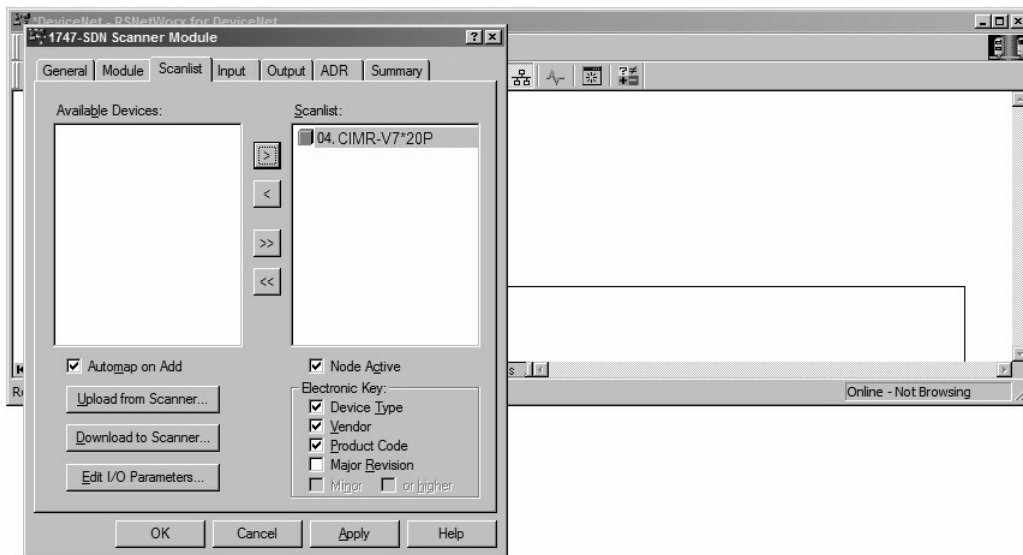 *DeviceNet - RSNetWorx for DeviceNet
1747-SDN Scanner Module
General Module Scanlist Input Output ADR Summary
Available Devices:
Scanlist:
04, CIMR-V7*20P
>
<
>>
<<
Automap on Add
Node Active
Upload from Scanner...
Download to Scanner...
Edit I/O Parameters...
Electronic Key:
Device Type
Vendor
Product Code
Major Revision
Minor or higher
OK Cancel Apply Help
Online - Not Browsing